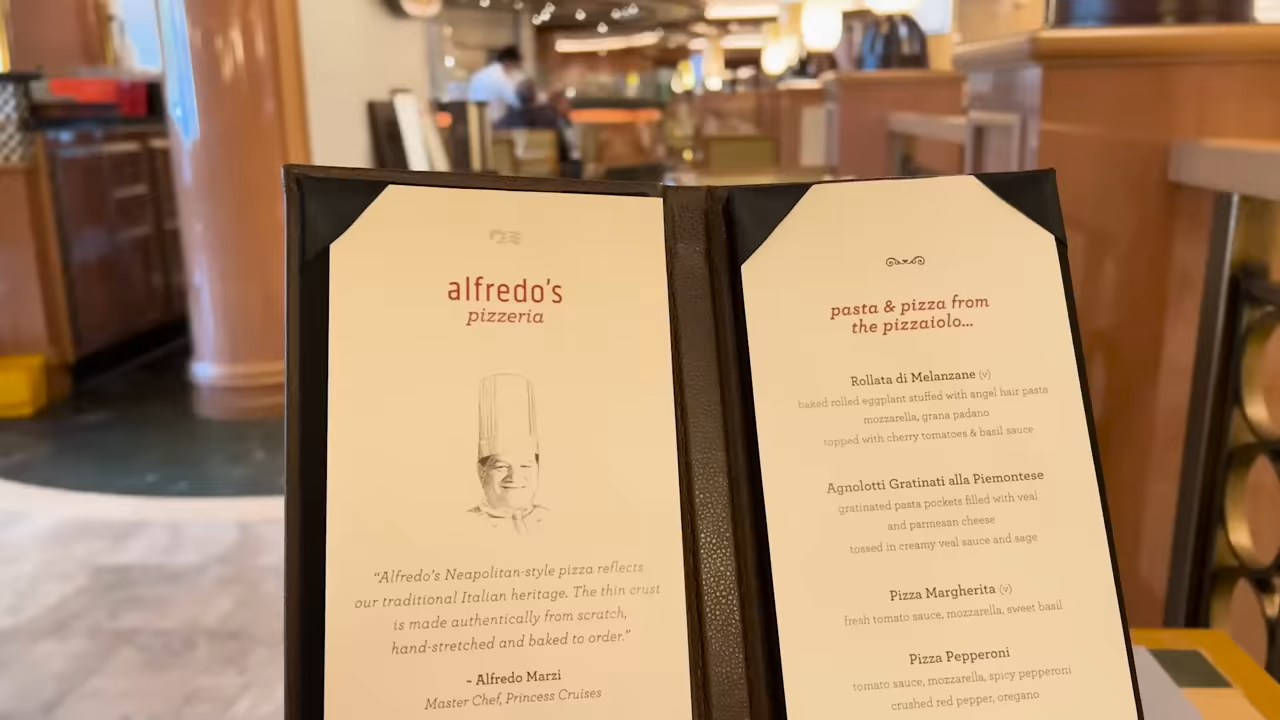 alfredo's
pizzeria
“Alfredo’s Neapolitan-style pizza reflects
our traditional Italian heritage. The thin crust
is made authentically from scratch,
hand-stretched and baked to order.”
~ Alfredo Marzi
Master Chef, Princess Cruises
pasta & pizza from
the pizzaiolo...
Rollata di Melanzane (v)
baked rolled eggplant stuffed with angel hair pasta
mozzarella, grana padano
topped with cherry tomatoes & basil sauce
Agnolotti Gratinati alla Piemontese
gratinated pasta pockets filled with veal
and parmesan cheese
tossed in creamy veal sauce and sage
Pizza Margherita (v)
fresh tomato sauce, mozzarella, sweet basil
Pizza Pepperoni
tomato sauce, mozzarella, spicy pepperoni
crushed red pepper, oregano